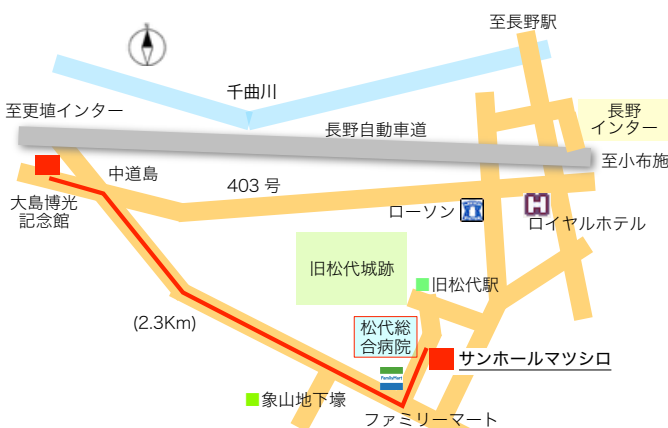 至長野駅
千曲川
至更埴インター
長野自動車道
長野
インター
至小布施
中道島
403 号
大島博光
記念館
ローソン
ロイヤルホテル
旧松代城跡
旧松代駅
(2.3Km)
松代総
合病院
サンホールマツシロ
FamilyMart
象山地下壕
ファミリーマート